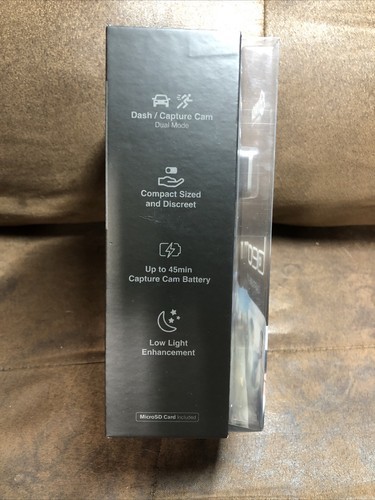 Dash / Capture Cam
Dual Mode
Compact Sized
and Discreet
Up to 45min
Capture Cam Battery
Low Light
Enhancement
MicroSD Card included